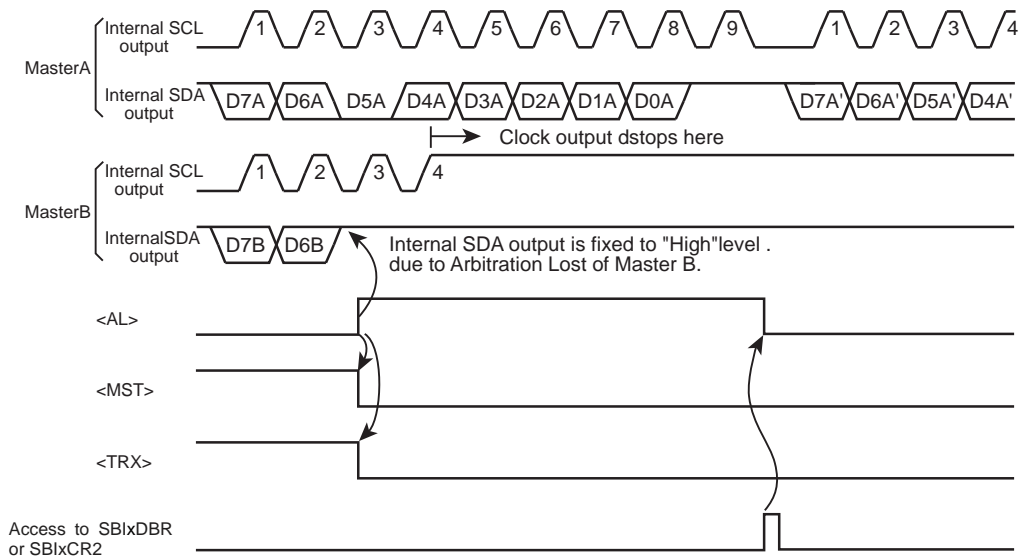 Internal SCL output 1 2 3 4 5 6 7 8 9 1 2 3 4
MasterA
Internal SDA output D7A D6A D5A D4A D3A D2A D1A D0A D7A' D6A' D5A' D4A'
Clock output dstops here
Internal SCL output 1 2 3 4
MasterB
InternalSDA output D7B D6B
Internal SDA output is fixed to "High"level .
due to Arbitration Lost of Master B.
<AL>
<MST>
<TRX>
Access to SBIxDBR
or SBIxCR2